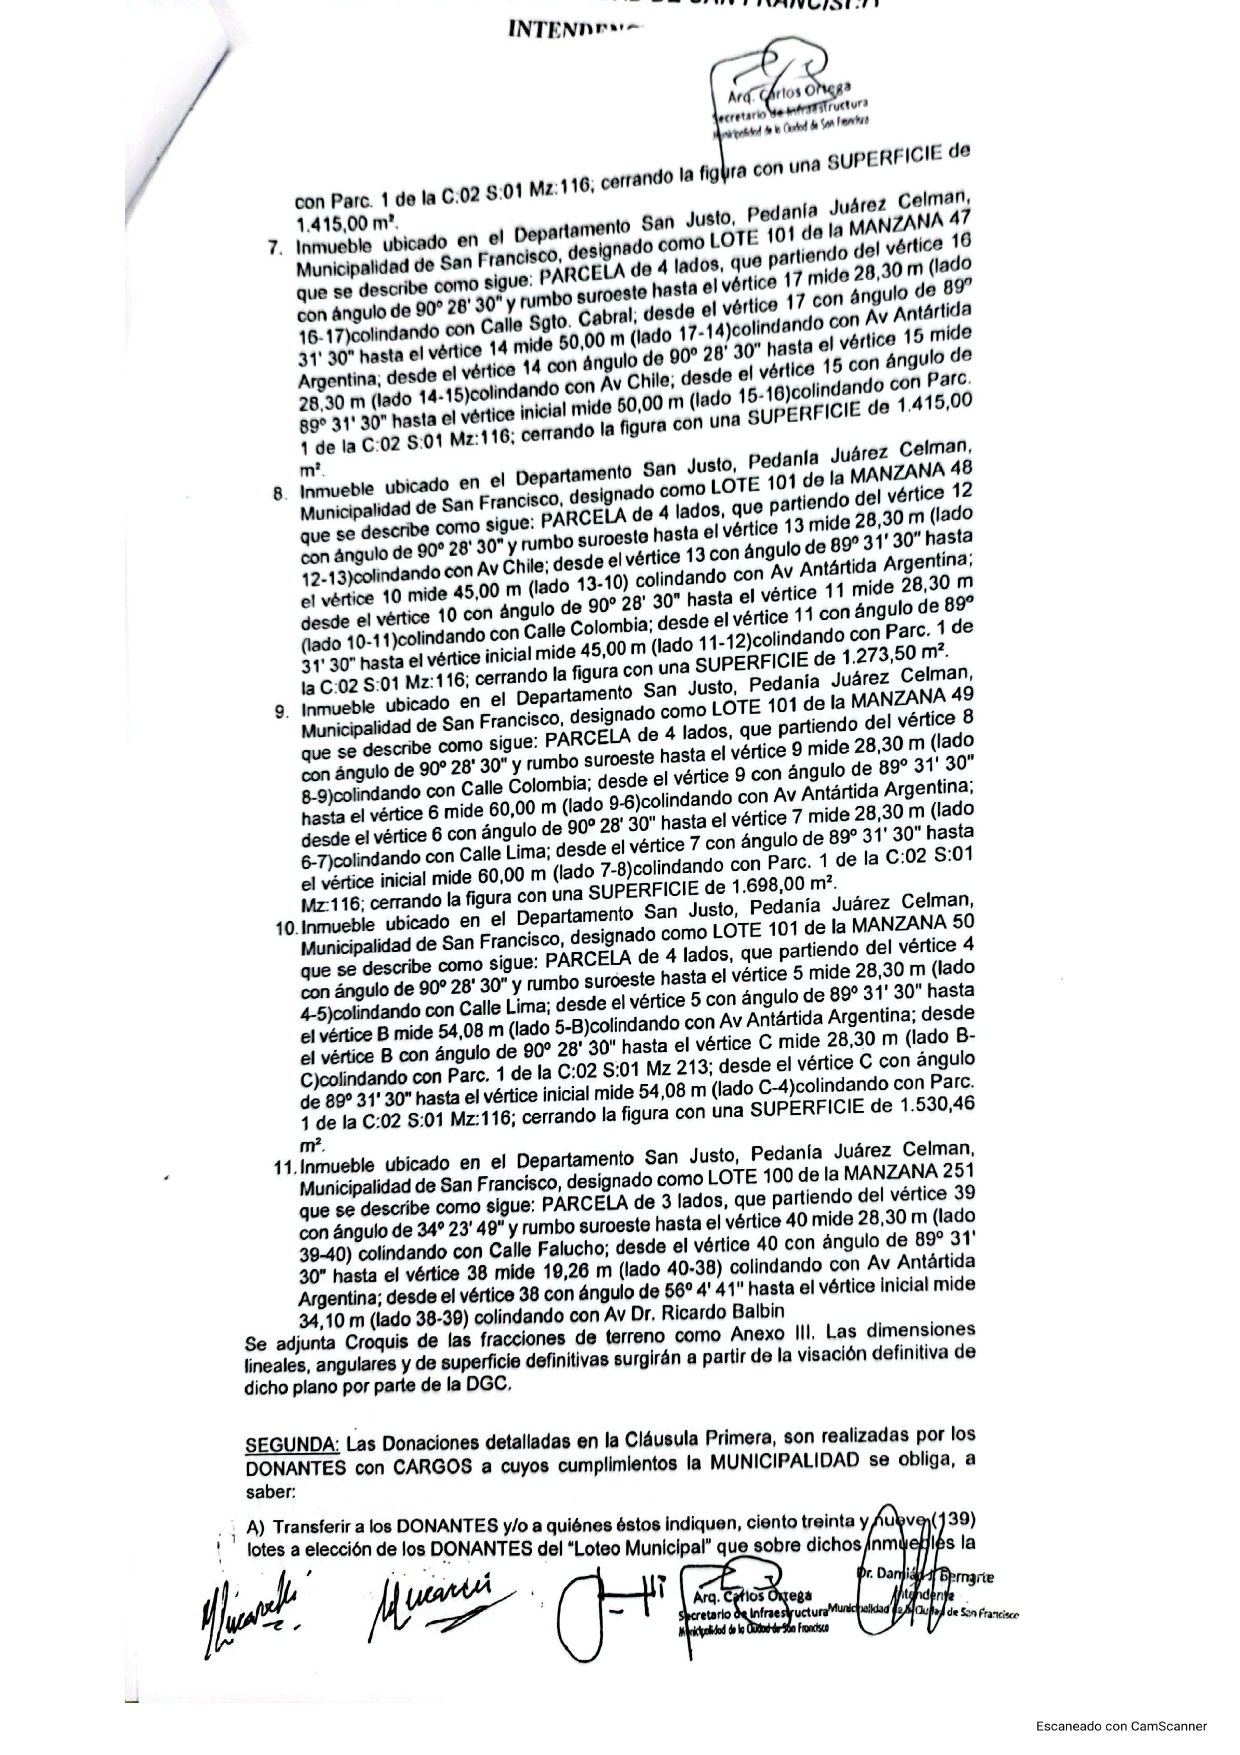 INTENDENC
Arq. Carlos Ortega
Secretario de Infraestructura
Municipalidad de la Ciudad de San Francisco
con Parc. 1 de la C:02 S:01 Mz:116; cerrando la figura con una SUPERFICIE de
1.415,00 m².
7. Inmueble ubicado en el Departamento San Justo, Pedanía Juárez Celman,
Municipalidad de San Francisco, designado como LOTE 101 de la MANZANA 47
que se describe como sigue: PARCELA de 4 lados, que partiendo del vértice 16
con ángulo de 90º 28' 30" y rumbo suroeste hasta el vértice 17 mide 28,30 m (lado
16-17)colindando con Calle Sgto. Cabral; desde el vértice 17 con ángulo de 89º
31' 30" hasta el vértice 14 mide 50,00 m (lado 17-14)colindando con Av Antártida
Argentina; desde el vértice 14 con ángulo de 90º 28' 30" hasta el vértice 15 mide
28,30 m (lado 14-15)colindando con Av Chile; desde el vértice 15 con ángulo de
89º 31' 30" hasta el vértice inicial mide 50,00 m (lado 15-16)colindando con Parc.
1 de la C:02 S:01 Mz:116; cerrando la figura con una SUPERFICIE de 1.415,00
m².
8. Inmueble ubicado en el Departamento San Justo, Pedanía Juárez Celman,
Municipalidad de San Francisco, designado como LOTE 101 de la MANZANA 48
que se describe como sigue: PARCELA de 4 lados, que partiendo del vértice 12
con ángulo de 90º 28' 30" y rumbo suroeste hasta el vértice 13 mide 28,30 m (lado
12-13)colindando con Av Chile; desde el vértice 13 con ángulo de 89º 31' 30" hasta
el vértice 10 mide 45,00 m (lado 13-10) colindando con Av Antártida Argentina;
desde el vértice 10 con ángulo de 90º 28' 30" hasta el vértice 11 mide 28,30 m
(lado 10-11)colindando con Calle Colombia; desde el vértice 11 con ángulo de 89º
31' 30" hasta el vértice inicial mide 45,00 m (lado 11-12)colindando con Parc. 1 de
la C:02 S:01 Mz:116; cerrando la figura con una SUPERFICIE de 1.273,50 m².
9. Inmueble ubicado en el Departamento San Justo, Pedanía Juárez Celman,
Municipalidad de San Francisco, designado como LOTE 101 de la MANZANA 49
que se describe como sigue: PARCELA de 4 lados, que partiendo del vértice 8
con ángulo de 90º 28' 30" y rumbo suroeste hasta el vértice 9 mide 28,30 m (lado
8-9)colindando con Calle Colombia; desde el vértice 9 con ángulo de 89º 31' 30"
hasta el vértice 6 mide 60,00 m (lado 9-6)colindando con Av Antártida Argentina;
desde el vértice 6 con ángulo de 90º 28' 30" hasta el vértice 7 mide 28,30 m (lado
6-7)colindando con Calle Lima; desde el vértice 7 con ángulo de 89º 31' 30" hasta
el vértice inicial mide 60,00 m (lado 7-8)colindando con Parc. 1 de la C:02 S:01
Mz:116; cerrando la figura con una SUPERFICIE de 1.698,00 m².
10. Inmueble ubicado en el Departamento San Justo, Pedanía Juárez Celman,
Municipalidad de San Francisco, designado como LOTE 101 de la MANZANA 50
que se describe como sigue: PARCELA de 4 lados, que partiendo del vértice 4
con ángulo de 90º 28' 30" y rumbo suroeste hasta el vértice 5 mide 28,30 m (lado
4-5)colindando con Calle Lima; desde el vértice 5 con ángulo de 89º 31' 30" hasta
el vértice B mide 54,08 m (lado 5-B)colindando con Av Antártida Argentina; desde
el vértice B con ángulo de 90º 28' 30" hasta el vértice C mide 28,30 m (lado B-
C)colindando con Parc. 1 de la C:02 S:01 Mz 213; desde el vértice C con ángulo
de 89º 31' 30" hasta el vértice inicial mide 54,08 m (lado C-4)colindando con Parc.
1 de la C:02 S:01 Mz:116; cerrando la figura con una SUPERFICIE de 1.530,46
m².
11. Inmueble ubicado en el Departamento San Justo, Pedanía Juárez Celman,
Municipalidad de San Francisco, designado como LOTE 100 de la MANZANA 251
que se describe como sigue: PARCELA de 3 lados, que partiendo del vértice 39
con ángulo de 34º 23' 49" y rumbo suroeste hasta el vértice 40 mide 28,30 m (lado
39-40) colindando con Calle Falucho; desde el vértice 40 con ángulo de 89º 31'
30" hasta el vértice 38 mide 19,26 m (lado 40-38) colindando con Av Antártida
Argentina; desde el vértice 38 con ángulo de 56º 4' 41" hasta el vértice inicial mide
34,10 m (lado 38-39) colindando con Av Dr. Ricardo Balbin
Se adjunta Croquis de las fracciones de terreno como Anexo III. Las dimensiones
lineales, angulares y de superficie definitivas surgirán a partir de la visación definitiva de
dicho plano por parte de la DGC.
SEGUNDA: Las Donaciones detalladas en la Cláusula Primera, son realizadas por los
DONANTES con CARGOS a cuyos cumplimientos la MUNICIPALIDAD se obliga, a
saber:
A) Transferir a los DONANTES y/o a quiénes éstos indiquen, ciento treinta y nueve (139)
lotes a elección de los DONANTES del "Loteo Municipal" que sobre dichos inmuebles la
Arq. Carlos Ortega
Secretario de Infraestructura
Municipalidad de la Ciudad de San Francisco
Dr. Damián J. Bernarte
Intendente
Municipalidad de la Ciudad de San Francisco
Escaneado con CamScanner